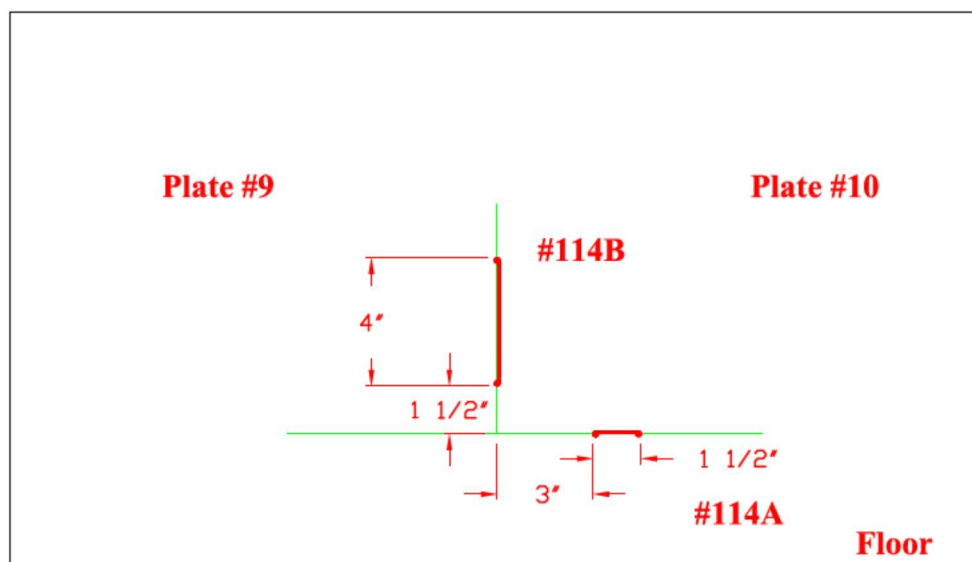 Plate #9
Plate #10
#114B
4"
1 1/2"
1 1/2"
3"
#114A
Floor